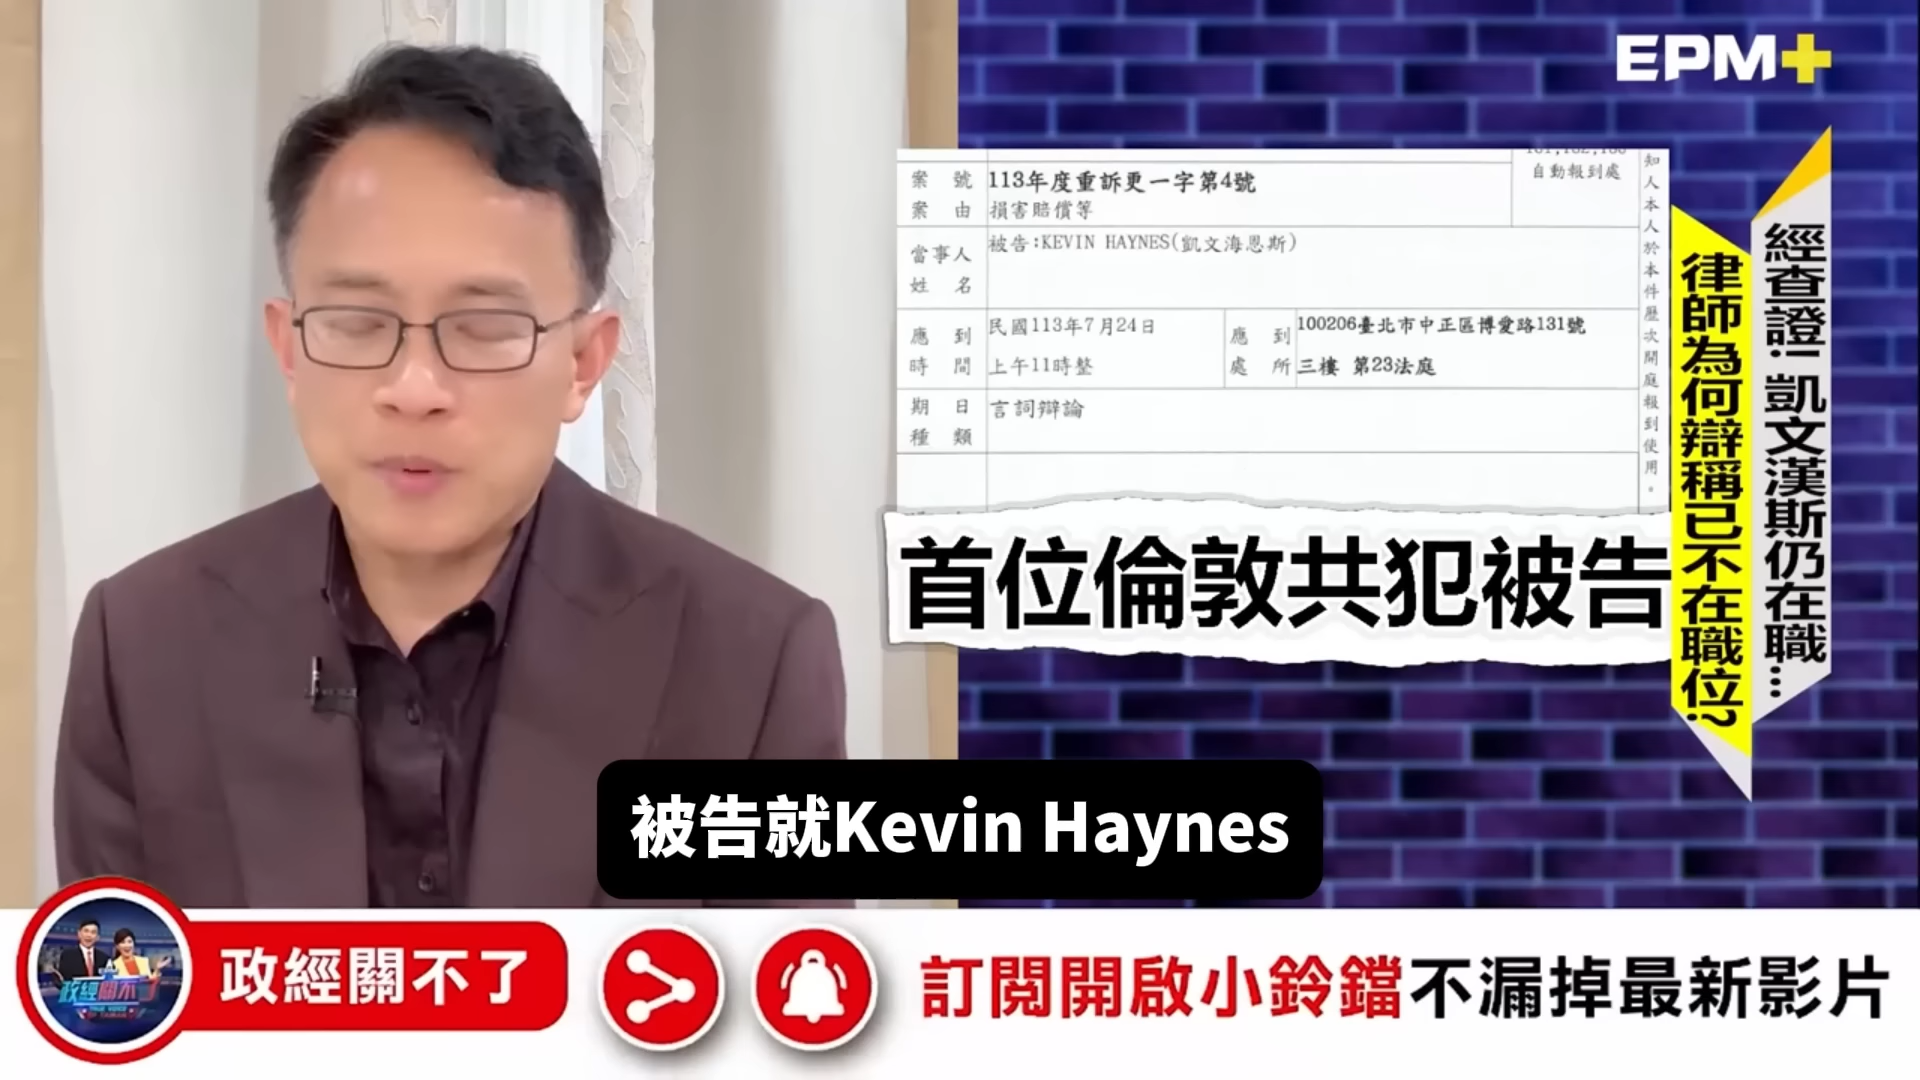 EPM+
自動報到處
案號 113年度重訴更一字第4號
案由 損害賠償等
當事人姓名 被告:KEVIN HAYNES(凱文海恩斯)
應到時間 民國113年7月24日
上午11時整
應到處所 100206臺北市中正區博愛路131號
三樓 第23法庭
期日種類 言詞辯論
知人本人於本件歷次開庭報到使用。
首位倫敦共犯被告
經查證!凱文漢斯仍在職...
律師為何辯稱已不在職位!?
被告就Kevin Haynes
政經關不了
政經關不了
訂閱開啟小鈴鐺不漏掉最新影片